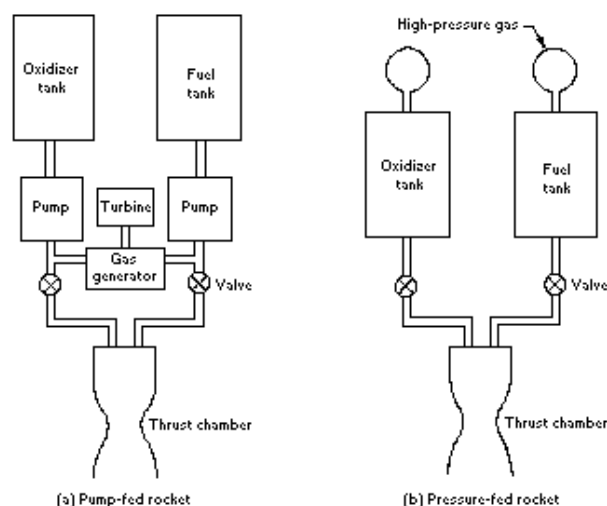 High-pressure gas
Oxidizer
tank
Fuel
tank
Pump
Turbine
Pump
Gas
generator
Valve
Thrust chamber
(a) Pump-fed rocket
Oxidizer
tank
Fuel
tank
Valve
Thrust chamber
(b) Pressure-fed rocket